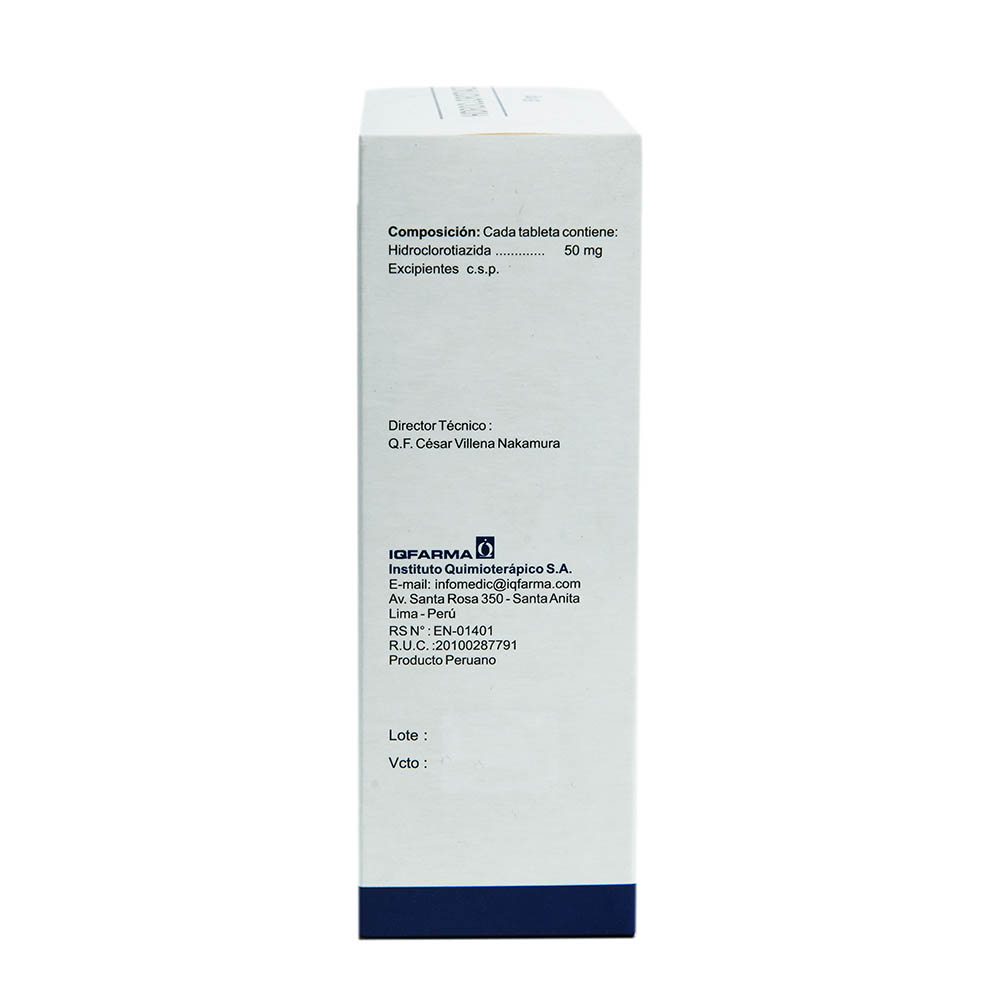 Composición: Cada tableta contiene:
Hidroclorotiazida ............. 50 mg
Excipientes c.s.p.
Director Técnico :
Q.F. César Villena Nakamura
IQFARMA
Instituto Quimioterápico S.A.
E-mail: infomedic@iqfarma.com
Av. Santa Rosa 350 - Santa Anita
Lima - Perú
RS N° : EN-01401
R.U.C. :20100287791
Producto Peruano
Lote :
Vcto :